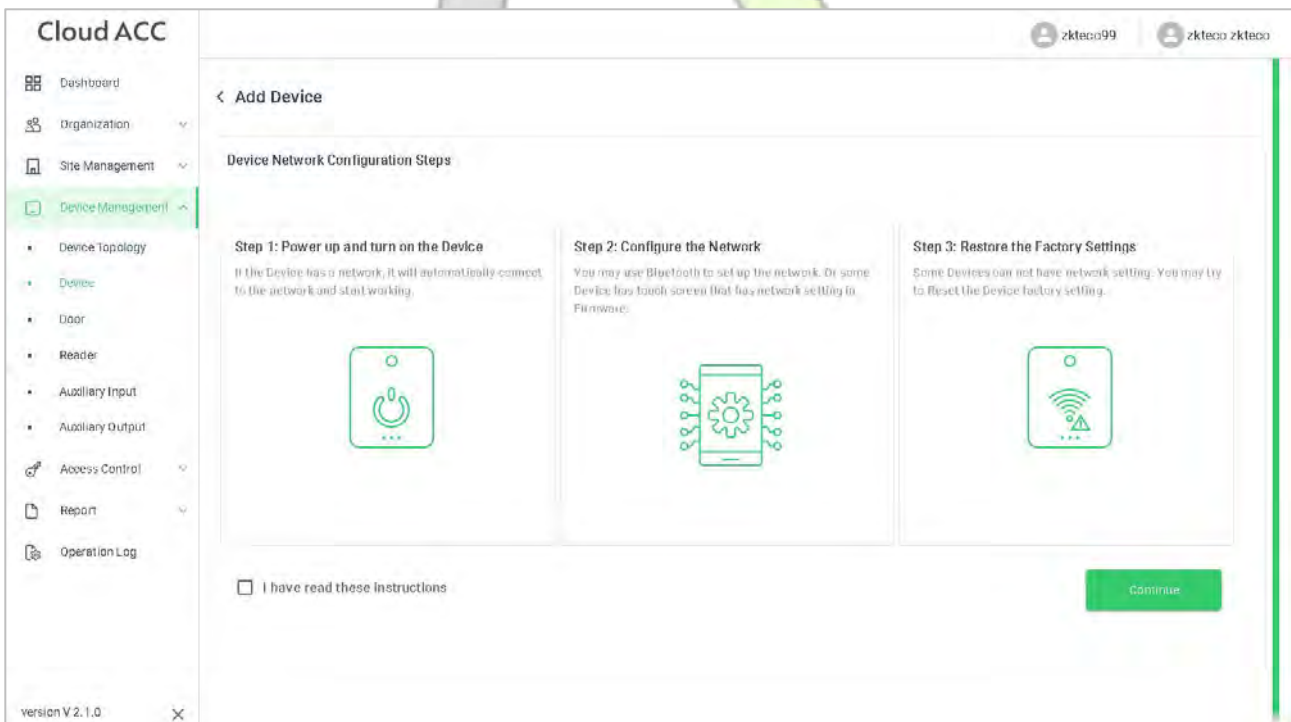 Cloud ACC
zkteco99
zkteco zkteco
Dashboard
Organization
Site Management
Device Management
Device Topology
Device
Door
Reader
Auxiliary Input
Auxiliary Output
Access Control
Report
Operation Log
version V 2.1.0
< Add Device
Device Network Configuration Steps
Step 1: Power up and turn on the Device
If the Device has a network, it will automatically connect
to the network and start working.
Step 2: Configure the Network
You may use Bluetooth to set up the network. Or some
Device has touch screen that has network setting in
Firmware.
Step 3: Restore the Factory Settings
Some Devices can not have network setting. You may try
to Reset the Device factory setting.
I have read these instructions
Continue